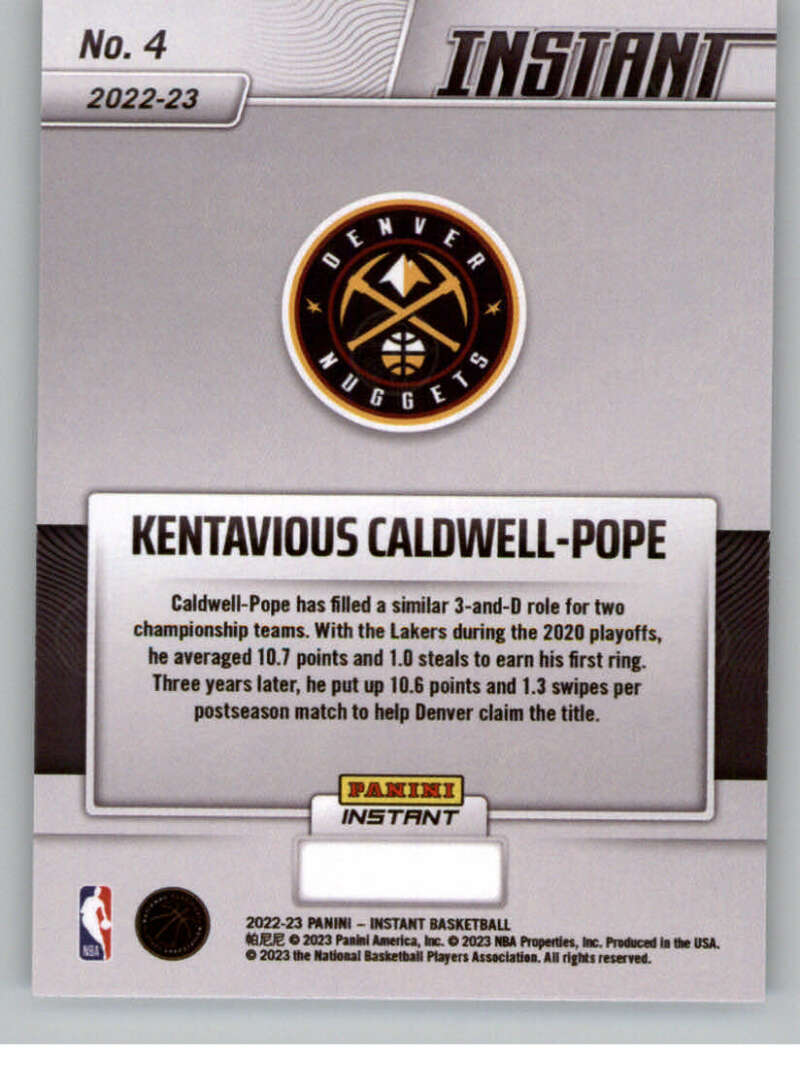 No. 4
INSTANT
2022-23
DENVER
NUGGETS
KENTAVIOUS CALDWELL-POPE
Caldwell-Pope has filled a similar 3-and-D role for two
championship teams. With the Lakers during the 2020 playoffs,
he averaged 10.7 points and 1.0 steals to earn his first ring.
Three years later, he put up 10.6 points and 1.3 swipes per
postseason match to help Denver claim the title.
PANINI
INSTANT
NBA
2022-23 PANINI – INSTANT BASKETBALL
帕尼尼 © 2023 Panini America, Inc. © 2023 NBA Properties, Inc. Produced in the USA.
© 2023 the National Basketball Players Association. All rights reserved.